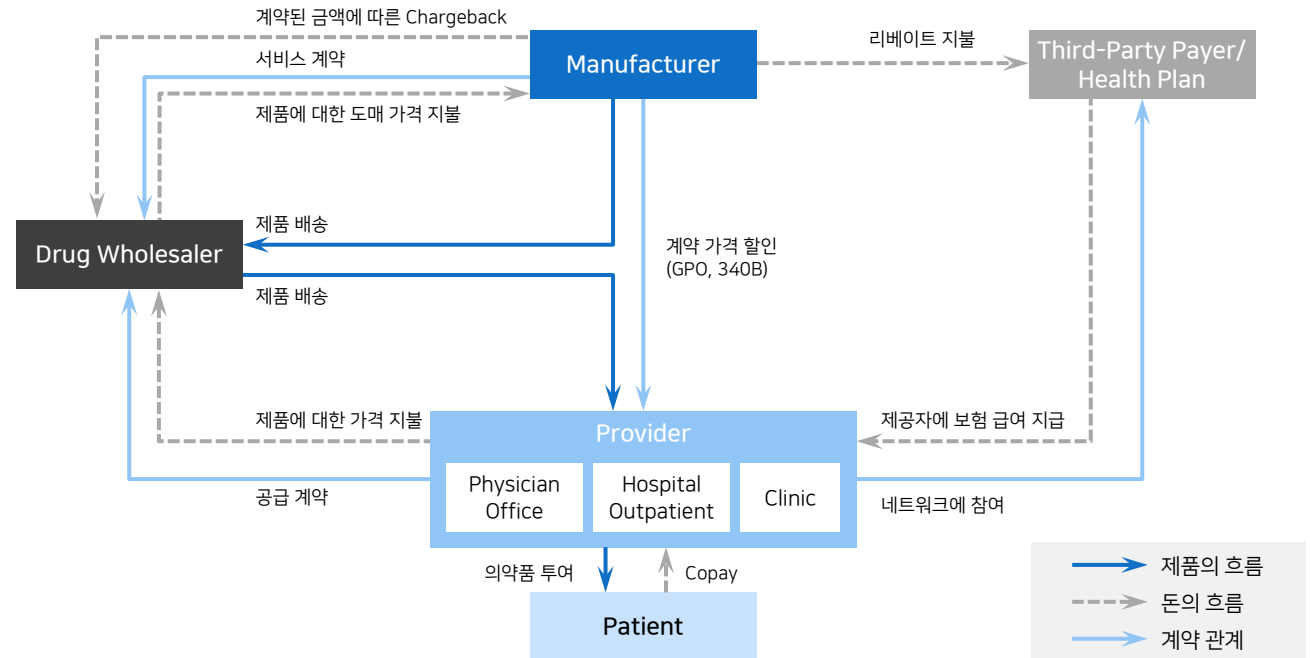 계약된 금액에 따른 Chargeback
서비스 계약
제품에 대한 도매 가격 지불
Manufacturer
리베이트 지불
Third-Party Payer/
Health Plan
Drug Wholesaler
제품 배송
제품 배송
계약 가격 할인
(GPO, 340B)
제품에 대한 가격 지불
공급 계약
Provider
Physician
Office
Hospital
Outpatient
Clinic
제공자에 보험 급여 지급
네트워크에 참여
의약품 투여
Copay
Patient
제품의 흐름
돈의 흐름
계약 관계